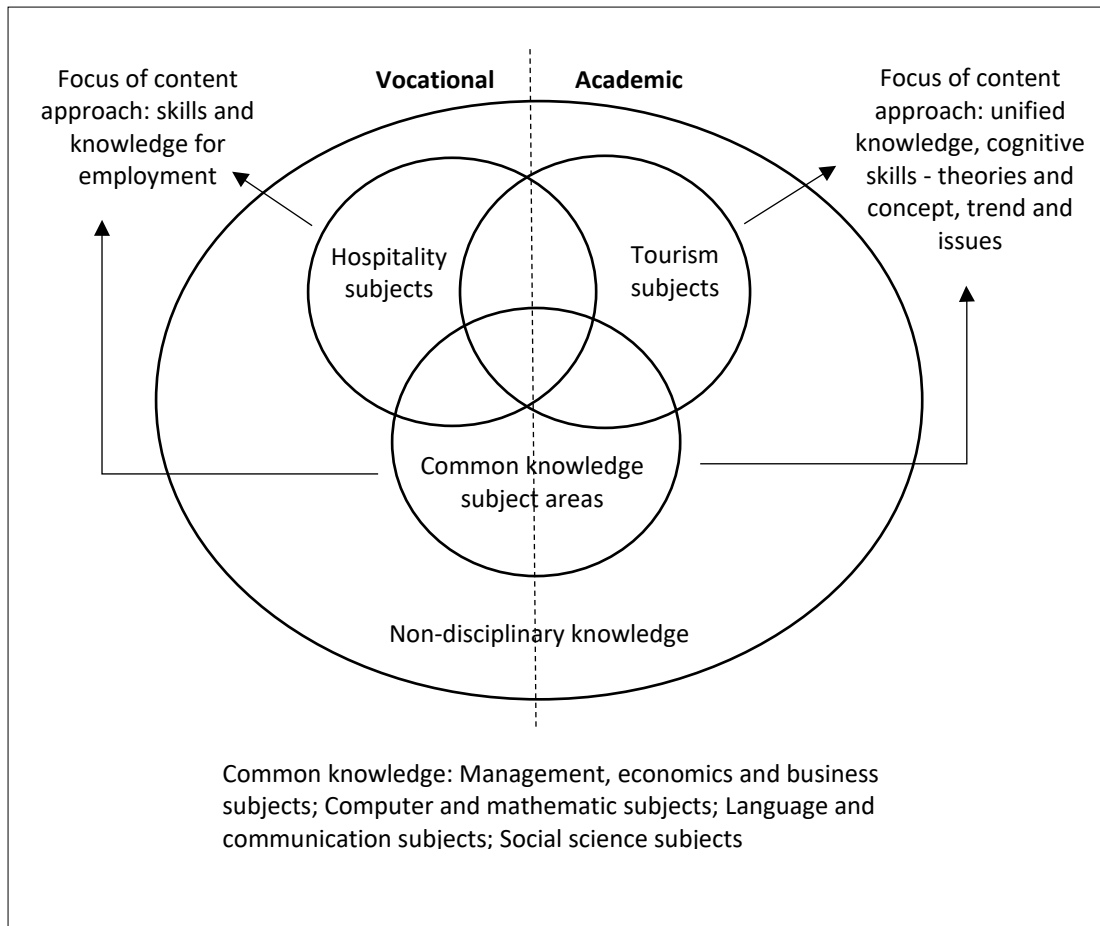 Vocational
Academic
Focus of content
approach: skills and
knowledge for
employment
Focus of content
approach: unified
knowledge, cognitive
skills - theories and
concept, trend and
issues
Hospitality
subjects
Tourism
subjects
Common knowledge
subject areas
Non-disciplinary knowledge
Common knowledge: Management, economics and business
subjects; Computer and mathematic subjects; Language and
communication subjects; Social science subjects